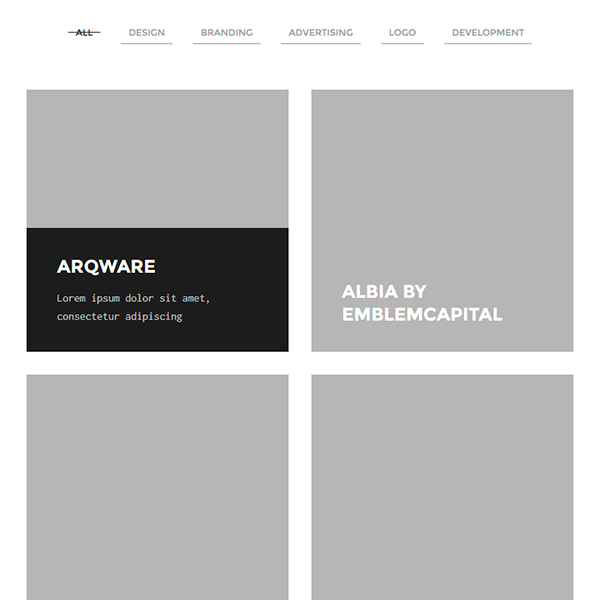 ALL DESIGN BRANDING ADVERTISING LOGO DEVELOPMENT
ARQWARE
Lorem ipsum dolor sit amet,
consectetur adipiscing
ALBIA BY
EMBLEMCAPITAL